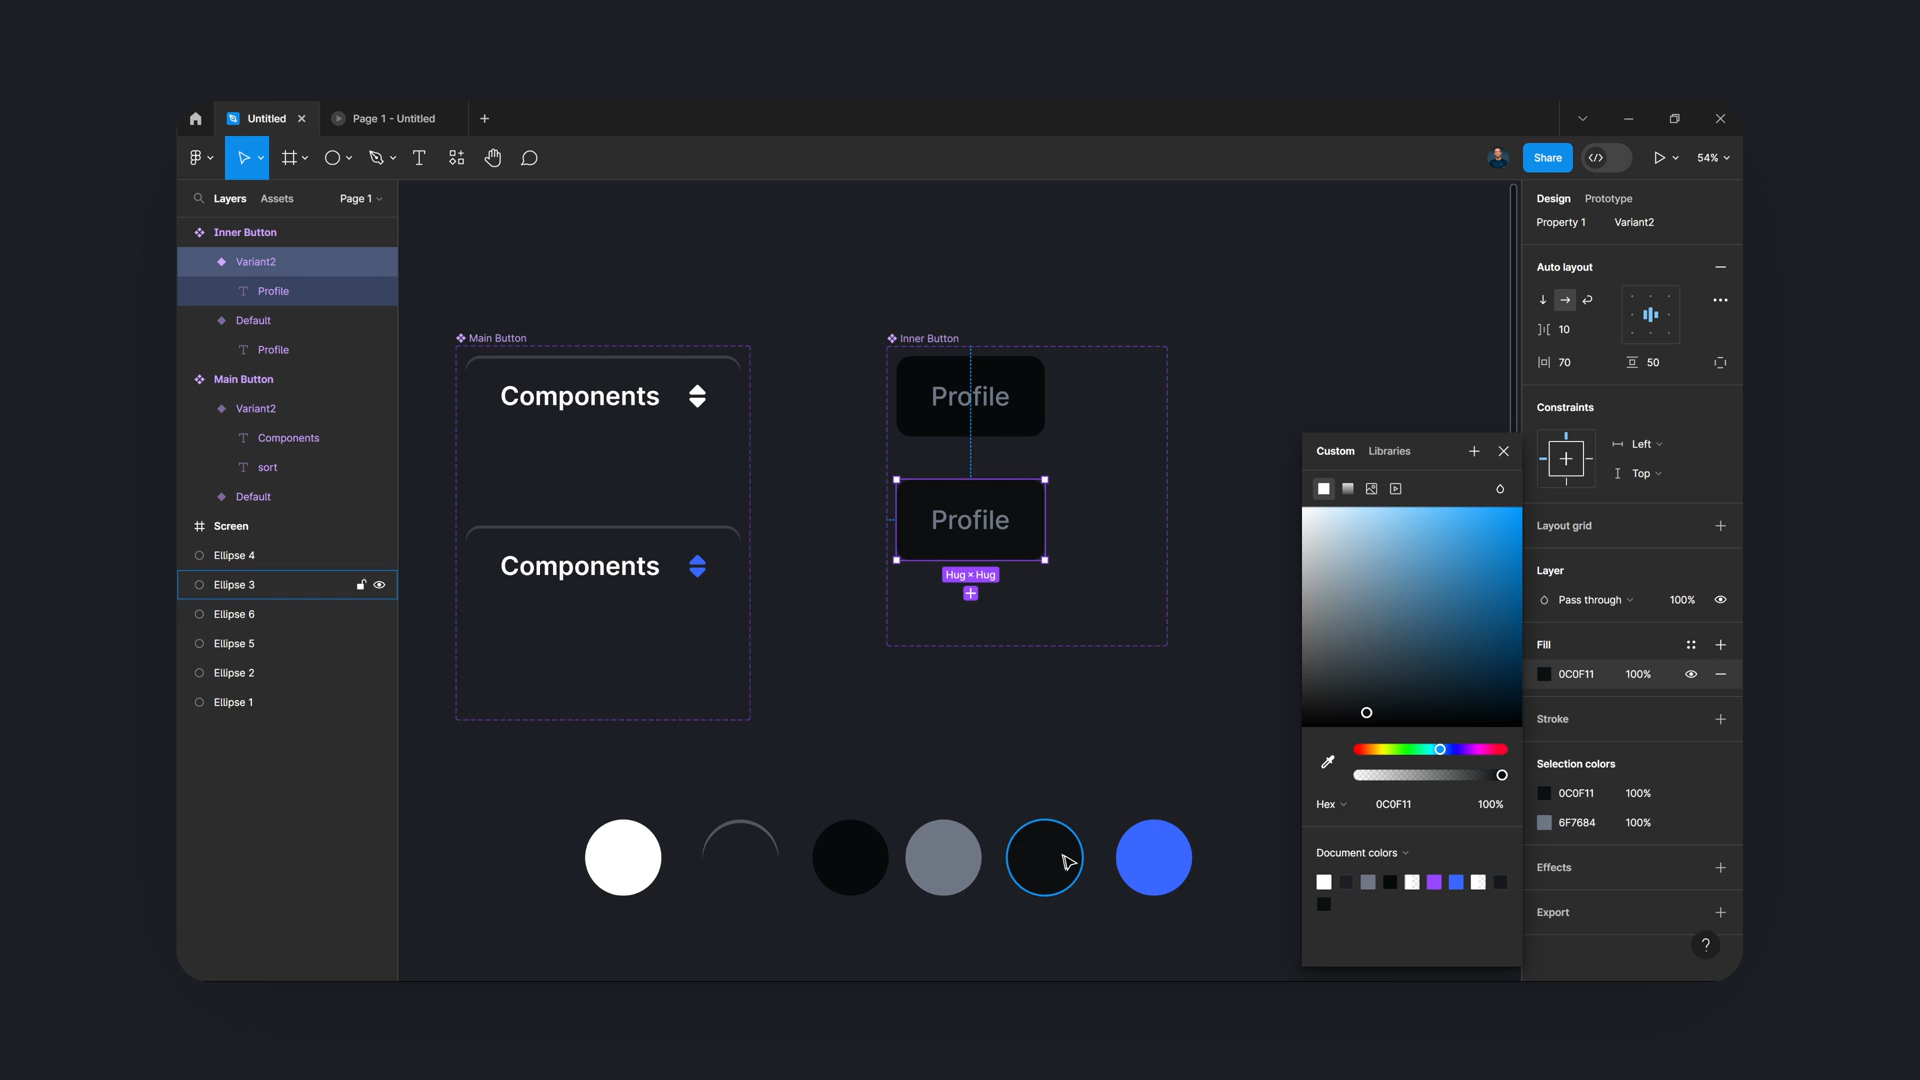 Untitled
Page 1 - Untitled
Share
54%
Layers
Assets
Page 1
Inner Button
Variant2
Profile
Default
Profile
Main Button
Variant2
Components
sort
Default
Screen
Ellipse 4
Ellipse 3
Ellipse 6
Ellipse 5
Ellipse 2
Ellipse 1
Main Button
Components
Components
Inner Button
Profile
Profile
Hug × Hug
Custom
Libraries
Hex
0C0F11
100%
Document colors
Design
Prototype
Property 1
Variant2
Auto layout
10
70
50
Constraints
Left
Top
Layout grid
Layer
Pass through
100%
Fill
0C0F11
100%
Stroke
Selection colors
0C0F11
100%
6F7684
100%
Effects
Export
?